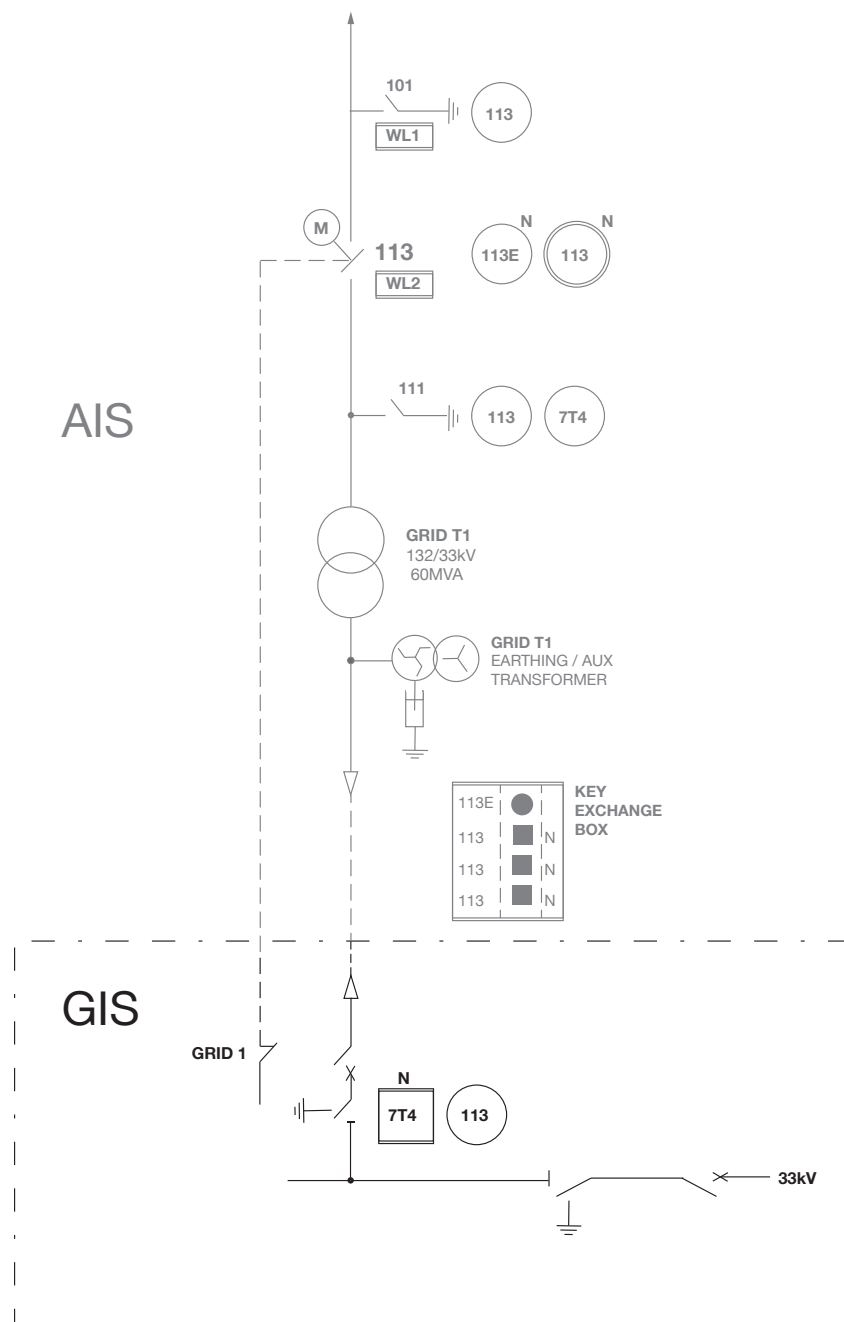 101
113
WL1
M
113
N
113E
N
113
WL2
AIS
111
113
7T4
GRID T1
132/33kV
60MVA
GRID T1
EARTHING / AUX
TRANSFORMER
KEY
EXCHANGE
BOX
113E
113 N
113 N
113 N
GIS
GRID 1
N
7T4
113
33kV